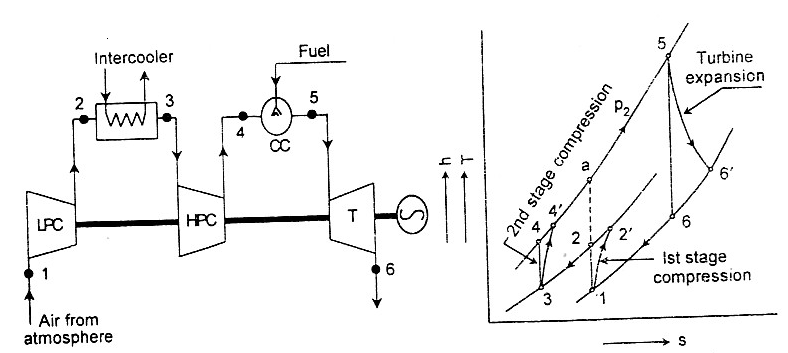 Intercooler
Fuel
2
3
4
5
CC
LPC
HPC
T
S
1
6
Air from
atmosphere
h
T
5
Turbine
expansion
p2
2nd stage compression
a
6'
4
4'
2
2'
6
3
1
Ist stage
compression
s